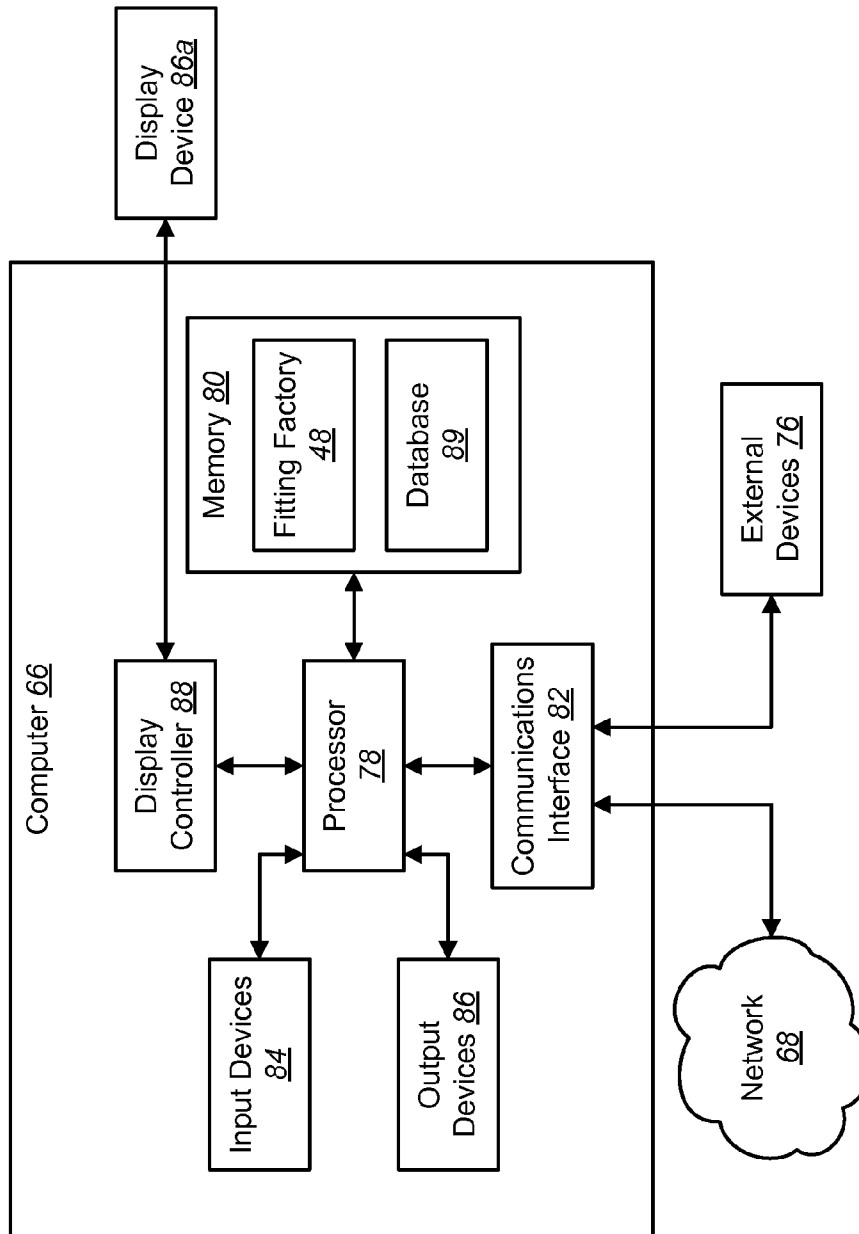 Computer 66
Input Devices
84
Output
Devices 86
Display
Controller 88
Processor
78
Communications
Interface 82
Memory 80
Fitting Factory
48
Database
89
Display
Device 86a
Network
68
External
Devices 76